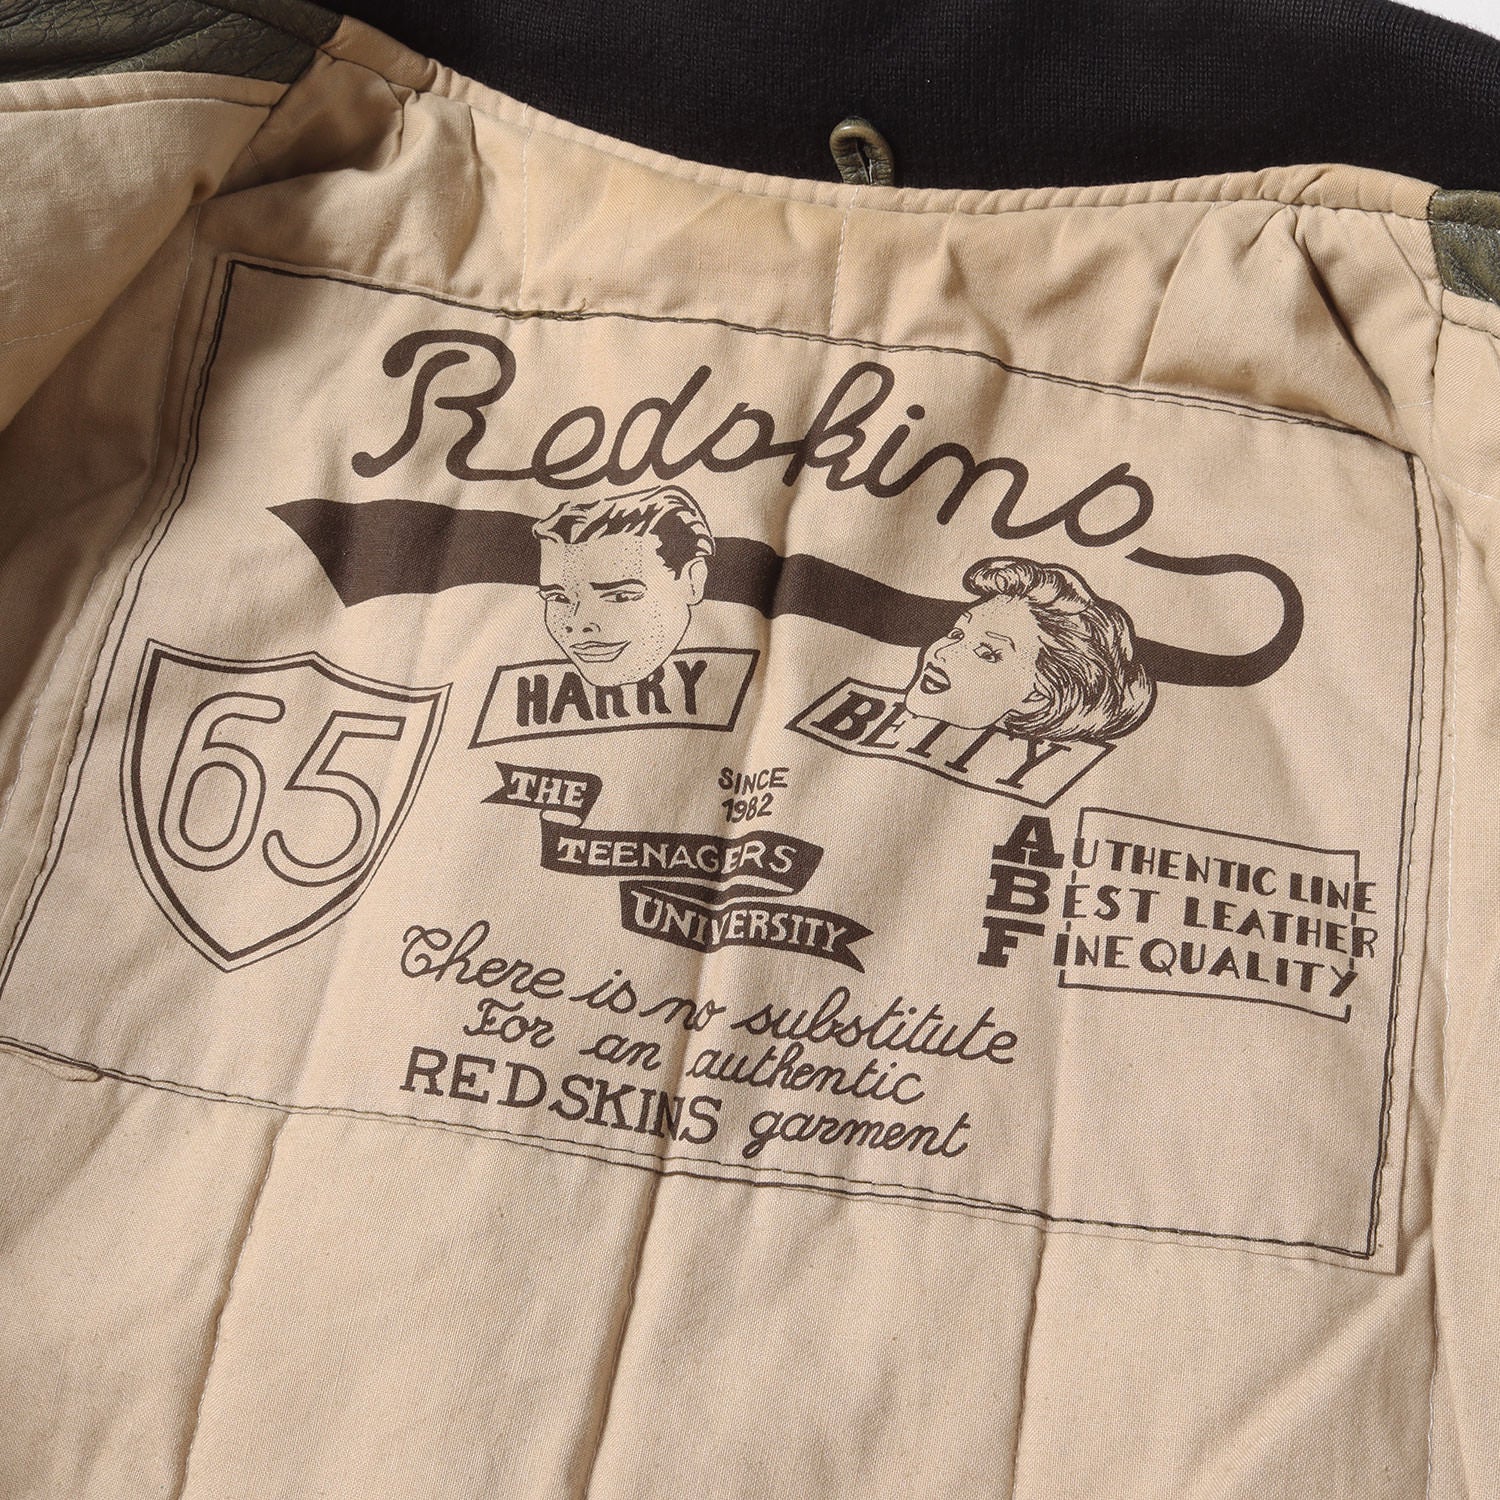 Redskins
HARRY
BETTY
65
THE
TEENAGERS
UNIVERSITY
SINCE
1982
AUTHENTIC LINE
BEST LEATHER
FINE QUALITY
There is no substitute
For an authentic
REDSKINS garment